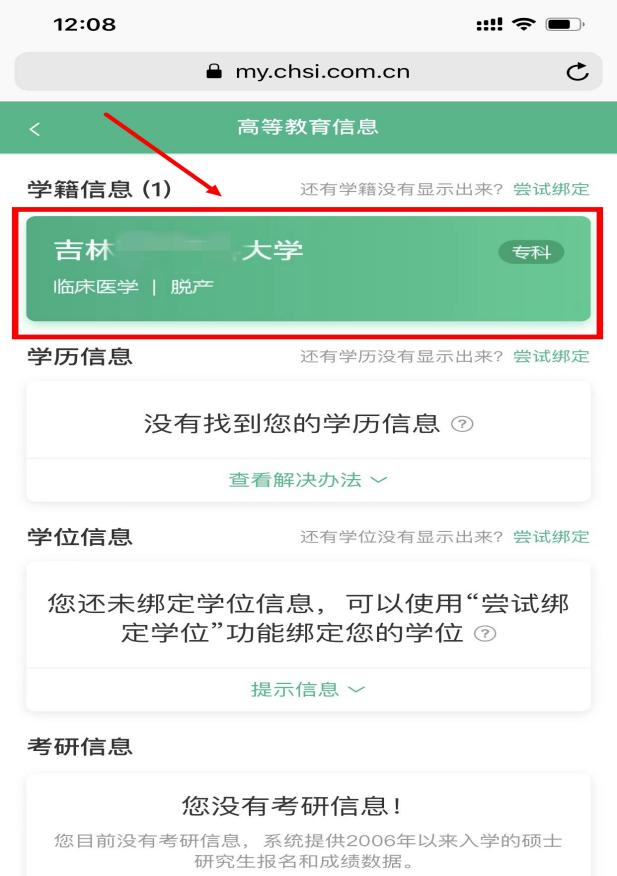 12:08
my.chsi.com.cn
高等教育信息
学籍信息 (1)
还有学籍没有显示出来? 尝试绑定
吉林 大学
专科
临床医学 | 脱产
学历信息
还有学历没有显示出来? 尝试绑定
没有找到您的学历信息 ?
查看解决办法
学位信息
还有学位没有显示出来? 尝试绑定
您还未绑定学位信息，可以使用“尝试绑
定学位”功能绑定您的学位 ?
提示信息
考研信息
您没有考研信息!
您目前没有考研信息，系统提供2006年以来入学的硕士
研究生报名和成绩数据。